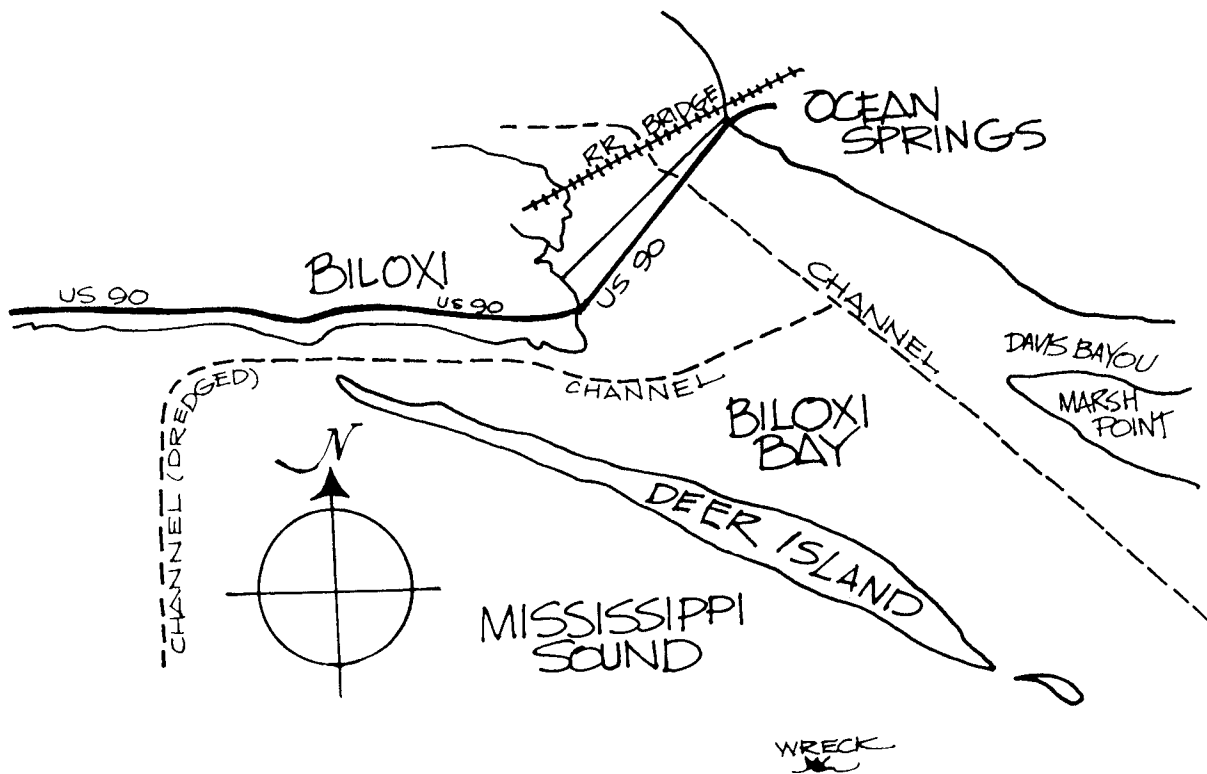 RR BRIDGE
OCEAN
SPRINGS
BILOXI
US 90
US 90
US 90
CHANNEL
CHANNEL (DREDGED)
CHANNEL
DAVIS BAYOU
MARSH
POINT
BILOXI
BAY
N
DEER ISLAND
MISSISSIPPI
SOUND
WRECK